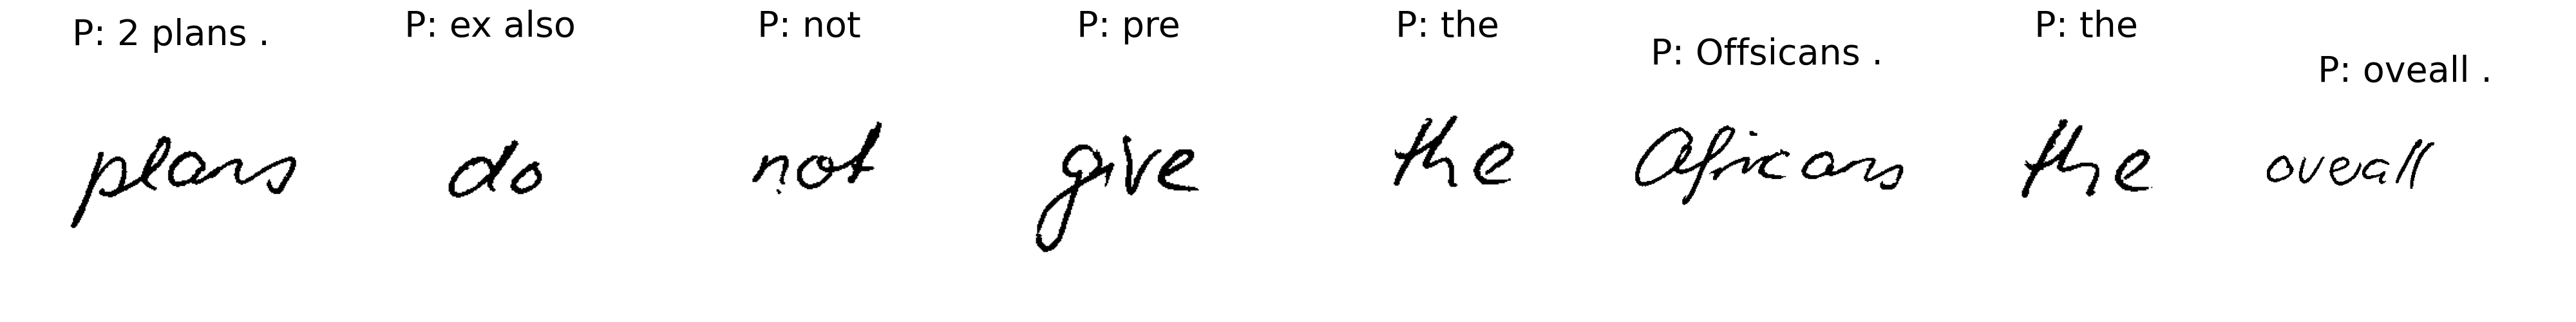 P: 2 plans . P: ex also P: not P: pre P: the P: Offsicans . P: the P: oveall .
plans do not give the Africans the oveall